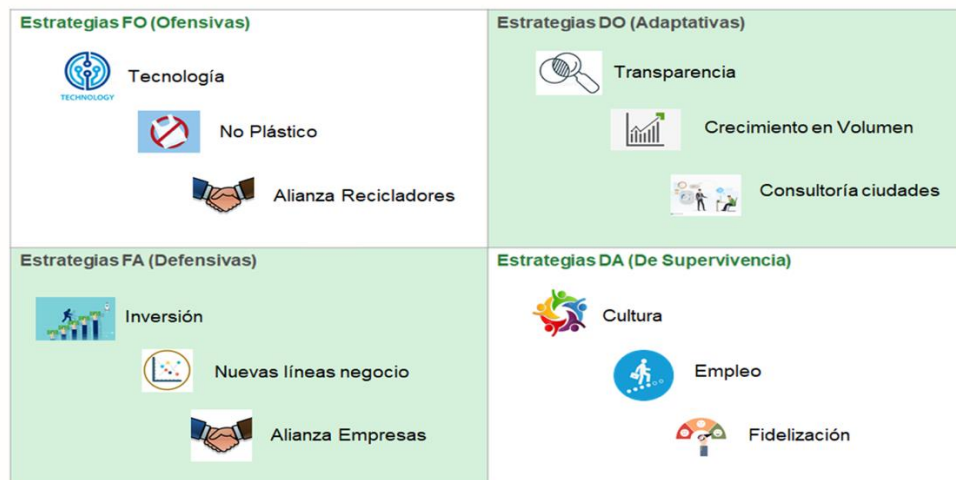 Estrategias FO (Ofensivas)
TECHNOLOGY
Tecnología
No Plástico
Alianza Recicladores
Estrategias DO (Adaptativas)
Transparencia
Crecimiento en Volumen
Consultoría ciudades
Estrategias FA (Defensivas)
Inversión
Nuevas líneas negocio
Alianza Empresas
Estrategias DA (De Supervivencia)
Cultura
Empleo
Fidelización